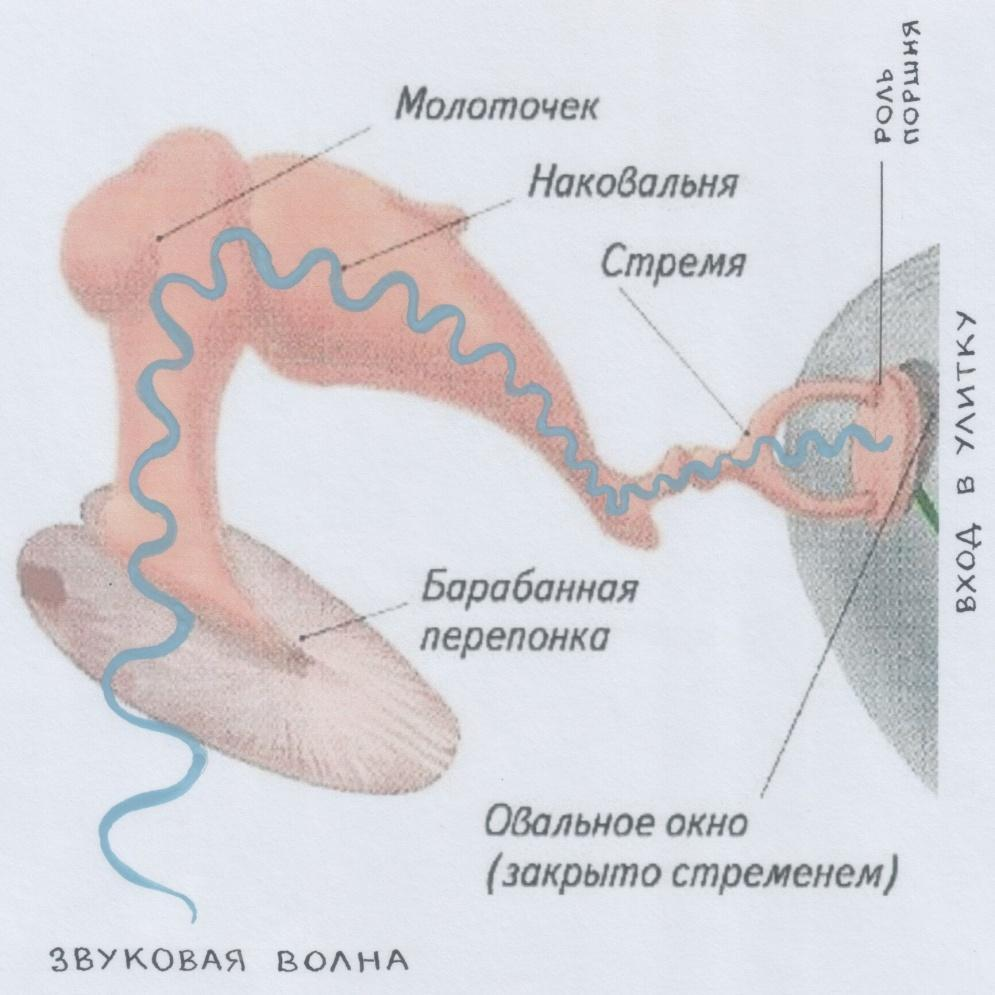 Молоточек
Наковальня
Стремя
РОЛЬ
ПОРШНЯ
ВХОД В УЛИТКУ
Барабанная
перепонка
Овальное окно
(закрыто стременем)
ЗВУКОВАЯ ВОЛНА